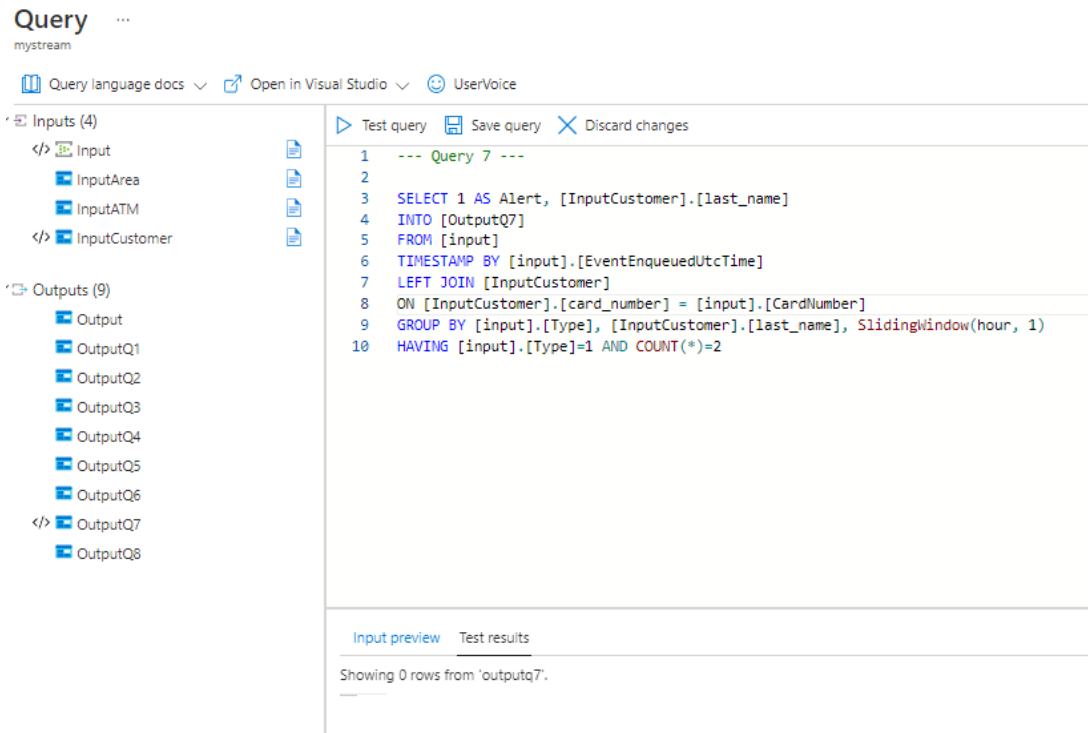 Query ...
mystream
Query language docs
Open in Visual Studio
UserVoice
Inputs (4)
</> Input
InputArea
InputATM
</> InputCustomer
Outputs (9)
Output
OutputQ1
OutputQ2
OutputQ3
OutputQ4
OutputQ5
OutputQ6
</> OutputQ7
OutputQ8
Test query
Save query
Discard changes
1 --- Query 7 ---
2
3 SELECT 1 AS Alert, [InputCustomer].[last_name]
4 INTO [OutputQ7]
5 FROM [input]
6 TIMESTAMP BY [input].[EventEnqueuedUtcTime]
7 LEFT JOIN [InputCustomer]
8 ON [InputCustomer].[card_number] = [input].[CardNumber]
9 GROUP BY [input].[Type], [InputCustomer].[last_name], SlidingWindow(hour, 1)
10 HAVING [input].[Type]=1 AND COUNT(*)=2
Input preview
Test results
Showing 0 rows from 'outputq7'.